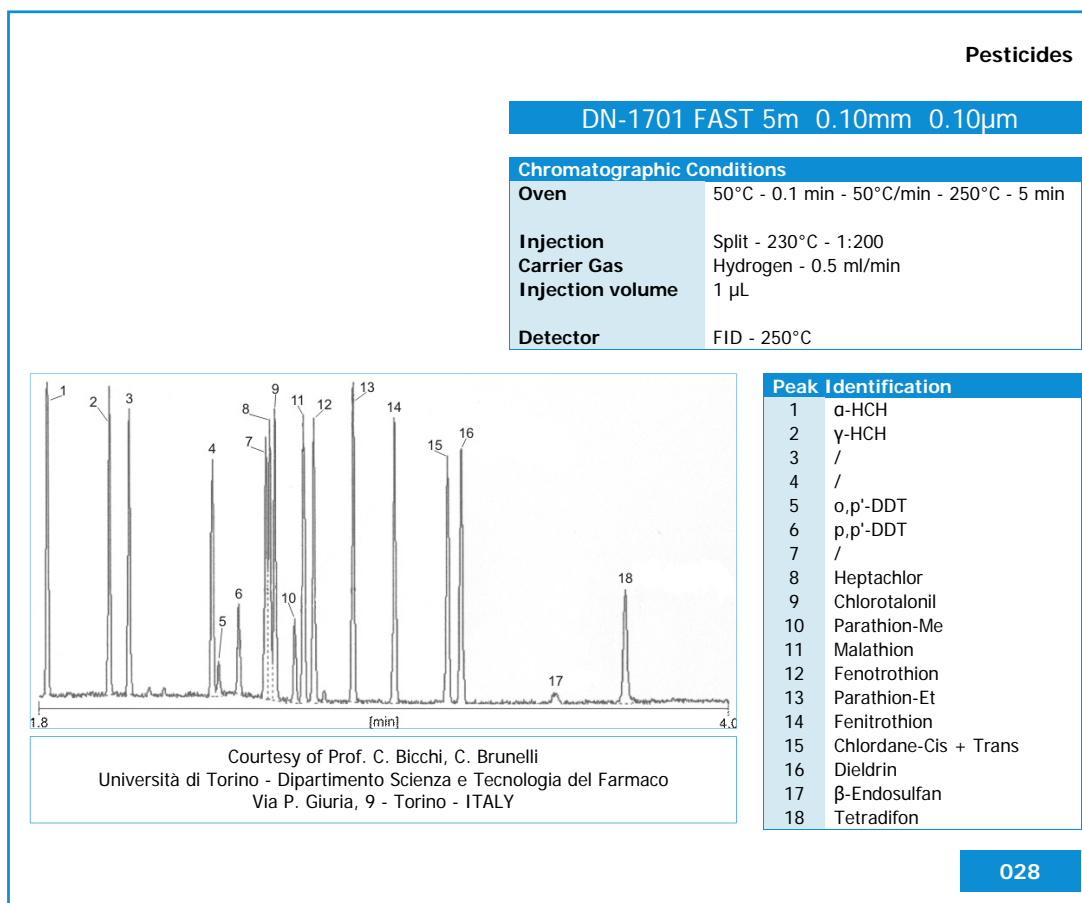 Pesticides
DN-1701 FAST 5m 0.10mm 0.10µm
Chromatographic Conditions
Oven 50°C - 0.1 min - 50°C/min - 250°C - 5 min
Injection Split - 230°C - 1:200
Carrier Gas Hydrogen - 0.5 ml/min
Injection volume 1 µL
Detector FID - 250°C
1
2
3
4
5
6
7
8
9
10
11
12
13
14
15
16
17
18
1.8 [min] 4.0
Courtesy of Prof. C. Bicchi, C. Brunelli
Università di Torino - Dipartimento Scienza e Tecnologia del Farmaco
Via P. Giuria, 9 - Torino - ITALY
Peak Identification
1 α-HCH
2 γ-HCH
3 /
4 /
5 o,p'-DDT
6 p,p'-DDT
7 /
8 Heptachlor
9 Chlorotalonil
10 Parathion-Me
11 Malathion
12 Fenotrothion
13 Parathion-Et
14 Fenitrothion
15 Chlordane-Cis + Trans
16 Dieldrin
17 β-Endosulfan
18 Tetradifon
028